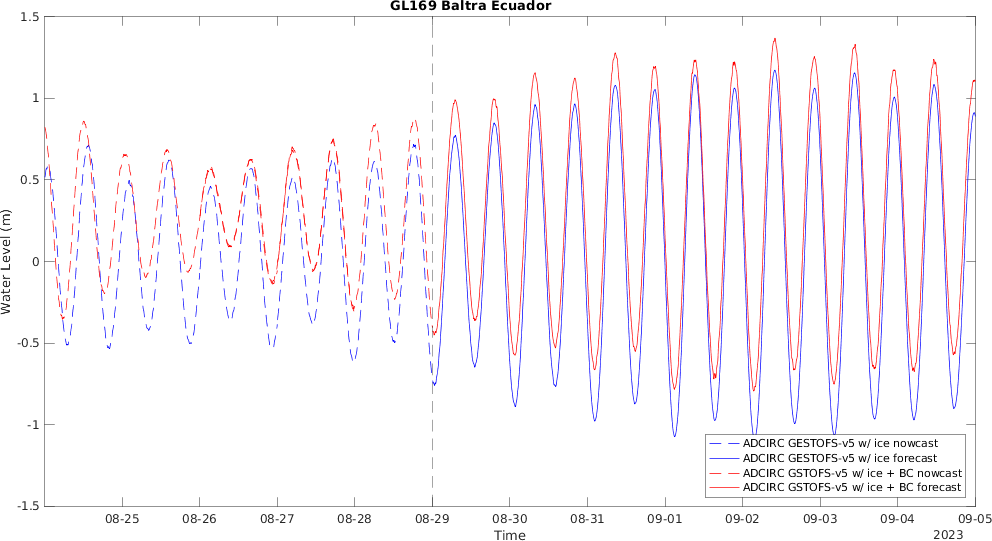 GL169 Baltra Ecuador
Water Level (m)
1.5
1
0.5
0
-0.5
-1
-1.5
ADCIRC GESTOFS-v5 w/ ice nowcast
ADCIRC GESTOFS-v5 w/ ice forecast
ADCIRC GSTOFS-v5 w/ ice + BC nowcast
ADCIRC GSTOFS-v5 w/ ice + BC forecast
08-25 08-26 08-27 08-28 08-29 08-30 08-31 09-01 09-02 09-03 09-04 09-05
Time
2023